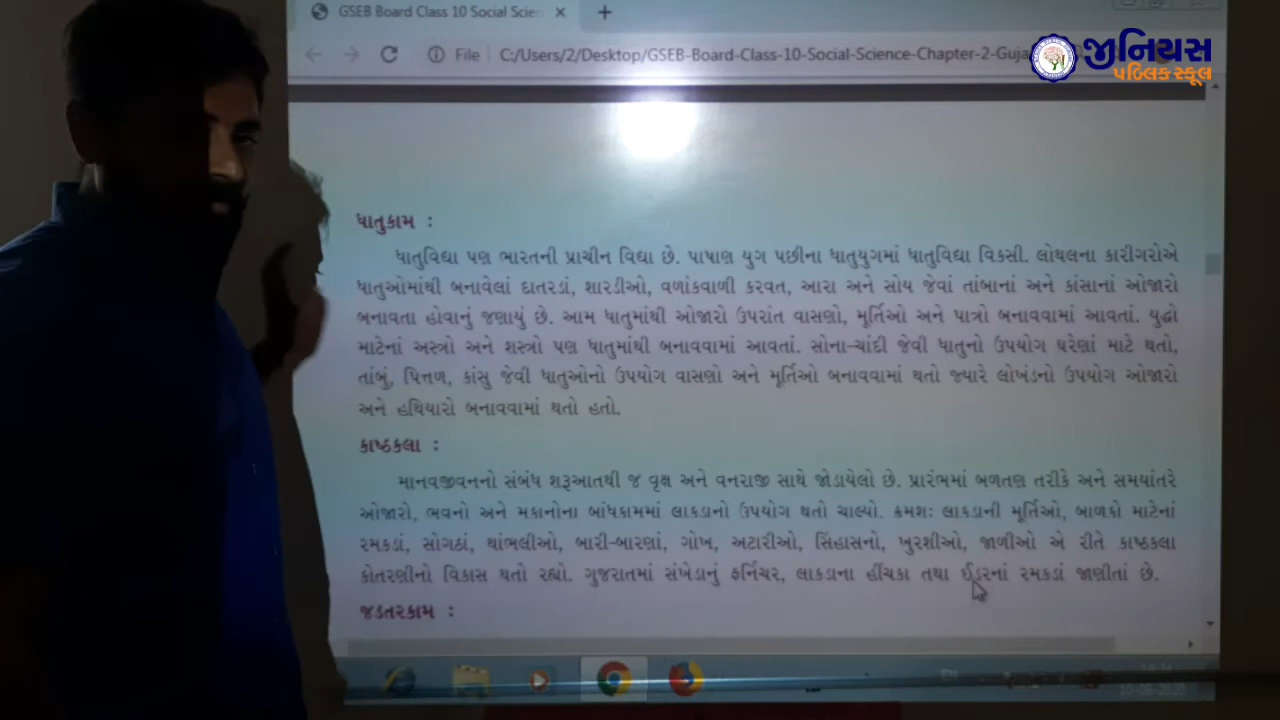 GSEB Board Class 10 Social Scien
File C:/Users/2/Desktop/GSEB-Board-Class-10-Social-Science-Chapter-2-Guja
જીનિયસ
પબ્લિક સ્કૂલ
ધાતુકામ :
ધાતુવિદ્યા પણ ભારતની પ્રાચીન વિદ્યા છે. પાષાણ યુગ પછીના ધાતુયુગમાં ધાતુવિદ્યા વિકસી. લોથલના કારીગરોએ
ધાતુઓમાંથી બનાવેલાં દાતરડાં, શારડીઓ, વળાંકવાળી કરવત, આરા અને સોય જેવાં તાંબાનાં અને કાંસાનાં ઓજારો
બનાવતા હોવાનું જણાયું છે. આમ ધાતુમાંથી ઓજારો ઉપરાંત વાસણો, મૂર્તિઓ અને પાત્રો બનાવવામાં આવતાં. યુદ્ધો
માટેનાં અસ્ત્રો અને શસ્ત્રો પણ ધાતુમાંથી બનાવવામાં આવતાં. સોના-ચાંદી જેવી ધાતુનો ઉપયોગ ઘરેણાં માટે થતો,
તાંબું, પિત્તળ, કાંસુ જેવી ધાતુઓનો ઉપયોગ વાસણો અને મૂર્તિઓ બનાવવામાં થતો જ્યારે લોખંડનો ઉપયોગ ઓજારો
અને હથિયારો બનાવવામાં થતો હતો.
કાષ્ઠકલા :
માનવજીવનનો સંબંધ શરૂઆતથી જ વૃક્ષ અને વનરાજી સાથે જોડાયેલો છે. પ્રારંભમાં બળતણ તરીકે અને સમયાંતરે
ઓજારો, ભવનો અને મકાનોના બાંધકામમાં લાકડાનો ઉપયોગ થતો ચાલ્યો. ક્રમશઃ લાકડાની મૂર્તિઓ, બાળકો માટેનાં
રમકડાં, સોગઠાં, થાંભલીઓ, બારી-બારણાં, ગોખ, અટારીઓ, સિંહાસનો, ખુરશીઓ, જાળીઓ એ રીતે કાષ્ઠકલા
કોતરણીનો વિકાસ થતો રહ્યો. ગુજરાતમાં સંખેડાનું ફર્નિચર, લાકડાના હીંચકા તથા ઈડરનાં રમકડાં જાણીતાં છે.
જડતરકામ :